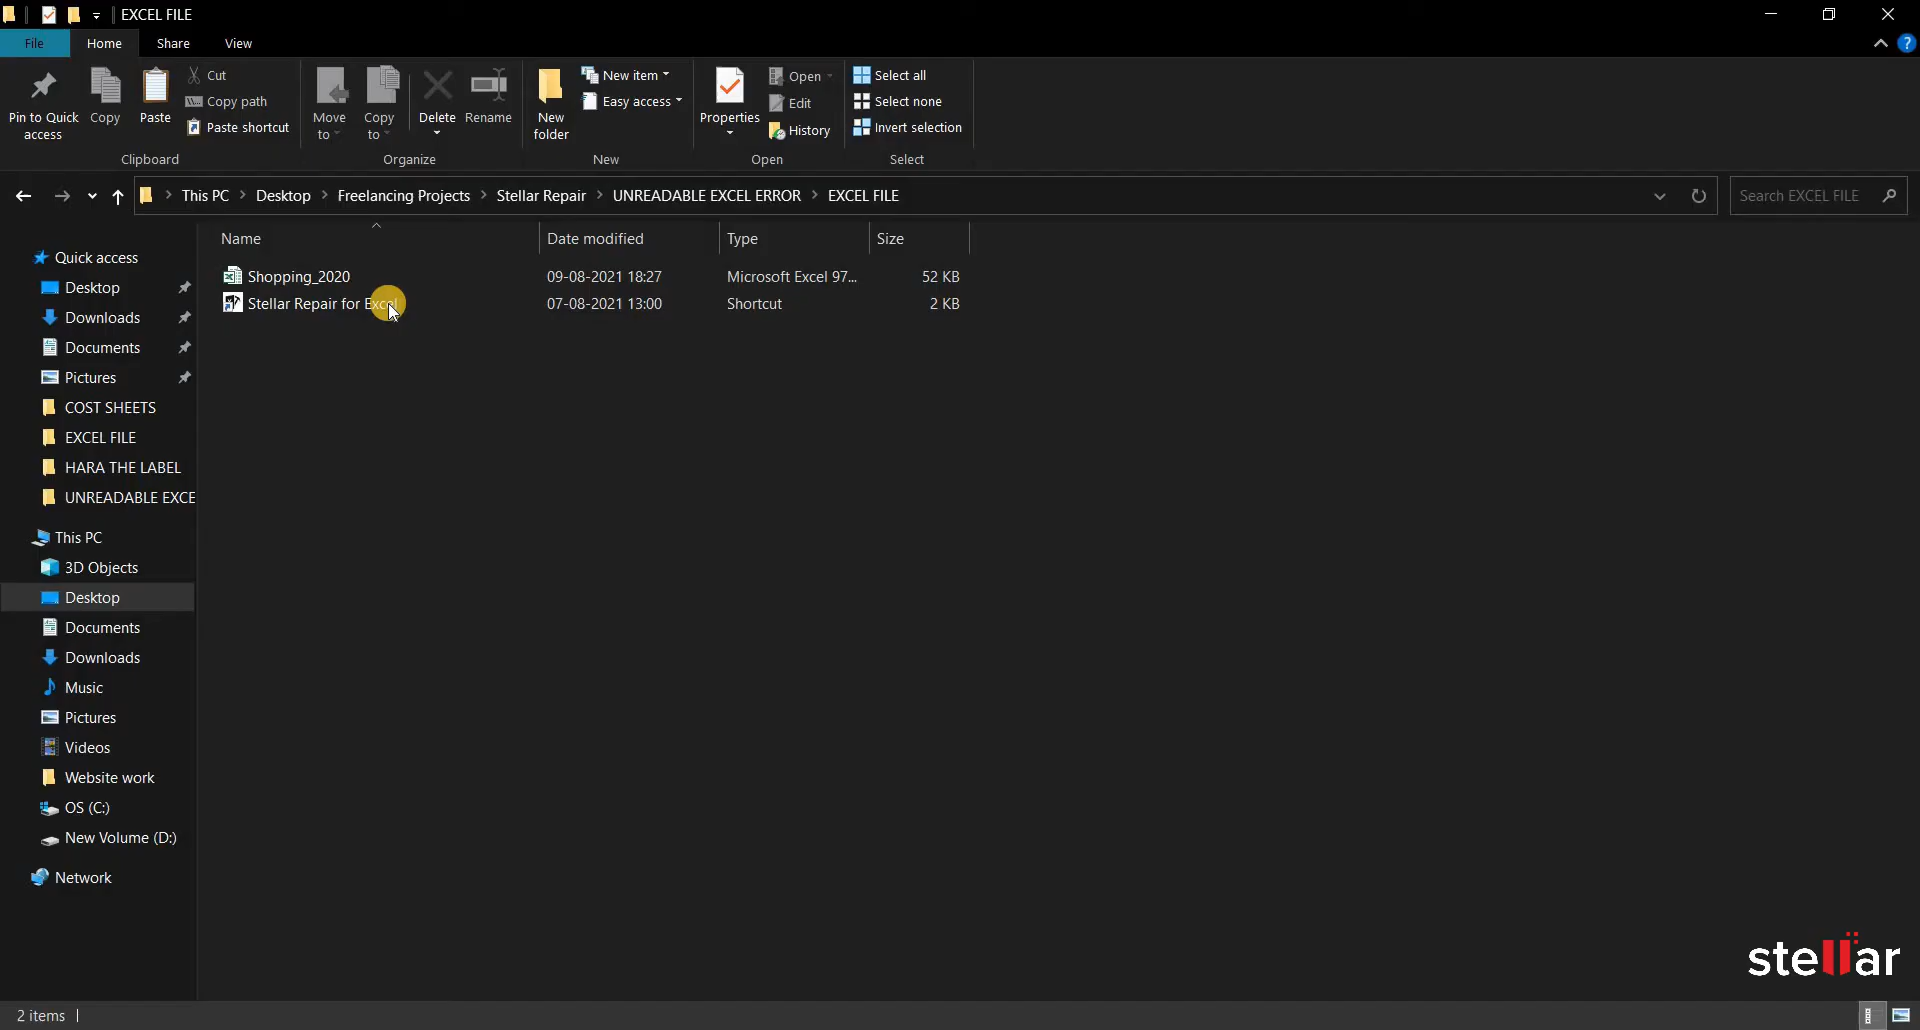 EXCEL FILE
File
Home
Share
View
Pin to Quick access
Copy
Paste
Cut
Copy path
Paste shortcut
Clipboard
Move to
Copy to
Delete
Rename
Organize
New folder
New item
Easy access
New
Properties
Open
Edit
History
Open
Select all
Select none
Invert selection
Select
This PC > Desktop > Freelancing Projects > Stellar Repair > UNREADABLE EXCEL ERROR > EXCEL FILE
Search EXCEL FILE
Name Date modified Type Size
Shopping_2020 09-08-2021 18:27 Microsoft Excel 97... 52 KB
Stellar Repair for Excel 07-08-2021 13:00 Shortcut 2 KB
Quick access
Desktop
Downloads
Documents
Pictures
COST SHEETS
EXCEL FILE
HARA THE LABEL
UNREADABLE EXCE
This PC
3D Objects
Desktop
Documents
Downloads
Music
Pictures
Videos
Website work
OS (C:)
New Volume (D:)
Network
stellar
2 items